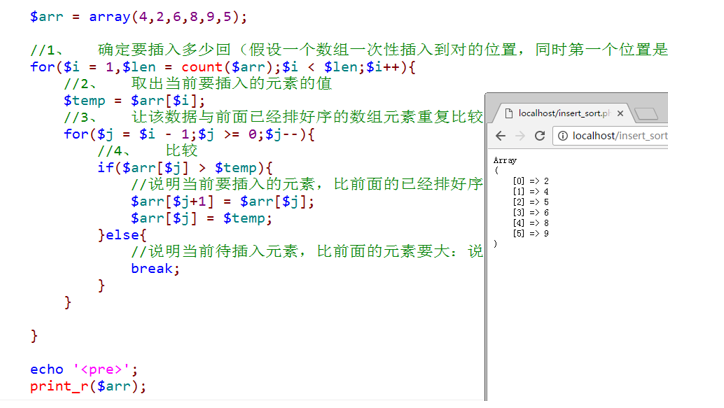 $arr = array(4,2,6,8,9,5);
//1、 确定要插入多少回（假设一个数组一次性插入到对的位置，同时第一个位置是
for($i = 1,$len = count($arr);$i < $len;$i++){
//2、 取出当前要插入的元素的值
$temp = $arr[$i];
//3、 让该数据与前面已经排好序的数组元素重复比较
for($j = $i - 1;$j >= 0;$j--){
//4、 比较
if($arr[$j] > $temp){
//说明当前要插入的元素，比前面的已经排好序
$arr[$j+1] = $arr[$j];
$arr[$j] = $temp;
}else{
//说明当前待插入元素，比前面的元素要大：说
break;
}
}
}
echo '<pre>';
print_r($arr);
localhost/insert_sort.p
localhost/insert_sort
Array
(
[0] => 2
[1] => 4
[2] => 5
[3] => 6
[4] => 8
[5] => 9
)